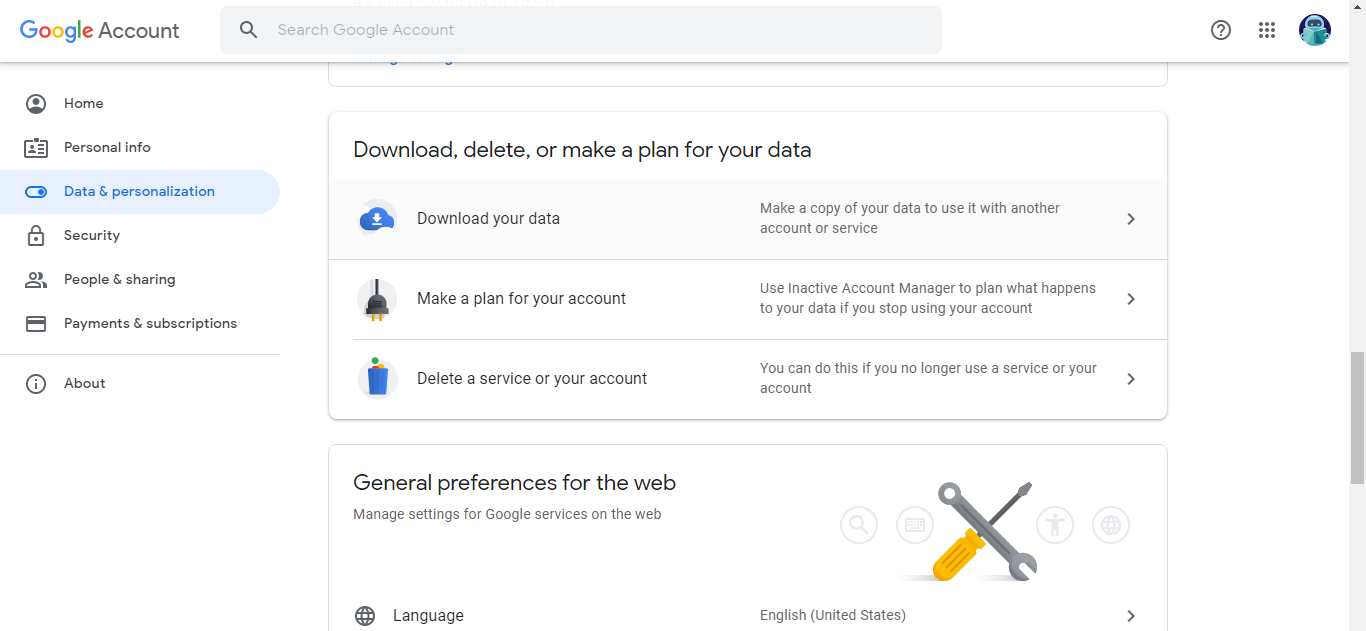 Google Account
Search Google Account
Home
Personal info
Data & personalization
Security
People & sharing
Payments & subscriptions
About
Download, delete, or make a plan for your data
Download your data
Make a copy of your data to use it with another
account or service
Make a plan for your account
Use Inactive Account Manager to plan what happens
to your data if you stop using your account
Delete a service or your account
You can do this if you no longer use a service or your
account
General preferences for the web
Manage settings for Google services on the web
Language
English (United States)